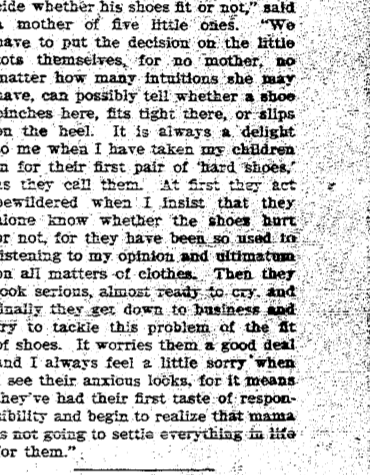 cide whether his shoes fit or not," said
a mother of five little ones. "We
have to put the decision on the little
tots themselves, for no mother, no
matter how many intuitions she may
have, can possibly tell whether a shoe
pinches here, fits tight there, or slips
on the heel. It is always a delight
to me when I have taken my children
in for their first pair of 'hard shoes,'
as they call them. At first they act
bewildered when I insist that they
alone know whether the shoes hurt
or not, for they have been so used to
listening to my opinion and ultimatum
on all matters of clothes. Then they
look serious, almost ready to cry, and
finally they get down to business and
try to tackle this problem of the fit
of shoes. It worries them a good deal
and I always feel a little sorry when
I see their anxious looks, for it means
they've had their first taste of respon-
sibility and begin to realize that mama
is not going to settle everything in life
for them."